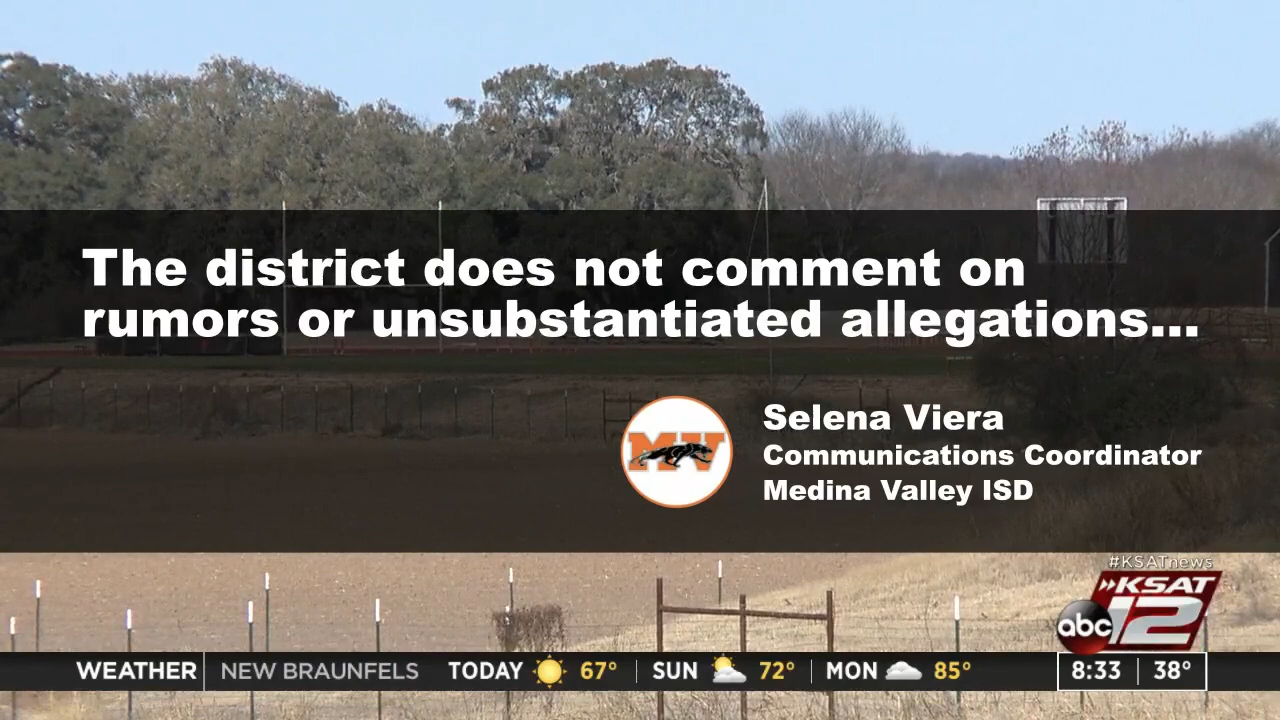 The district does not comment on
rumors or unsubstantiated allegations...
MV
Selena Viera
Communications Coordinator
Medina Valley ISD
#KSATnews
KSAT
abc 12
WEATHER NEW BRAUNFELS TODAY 67° SUN 72° MON 85° 8:33 38°